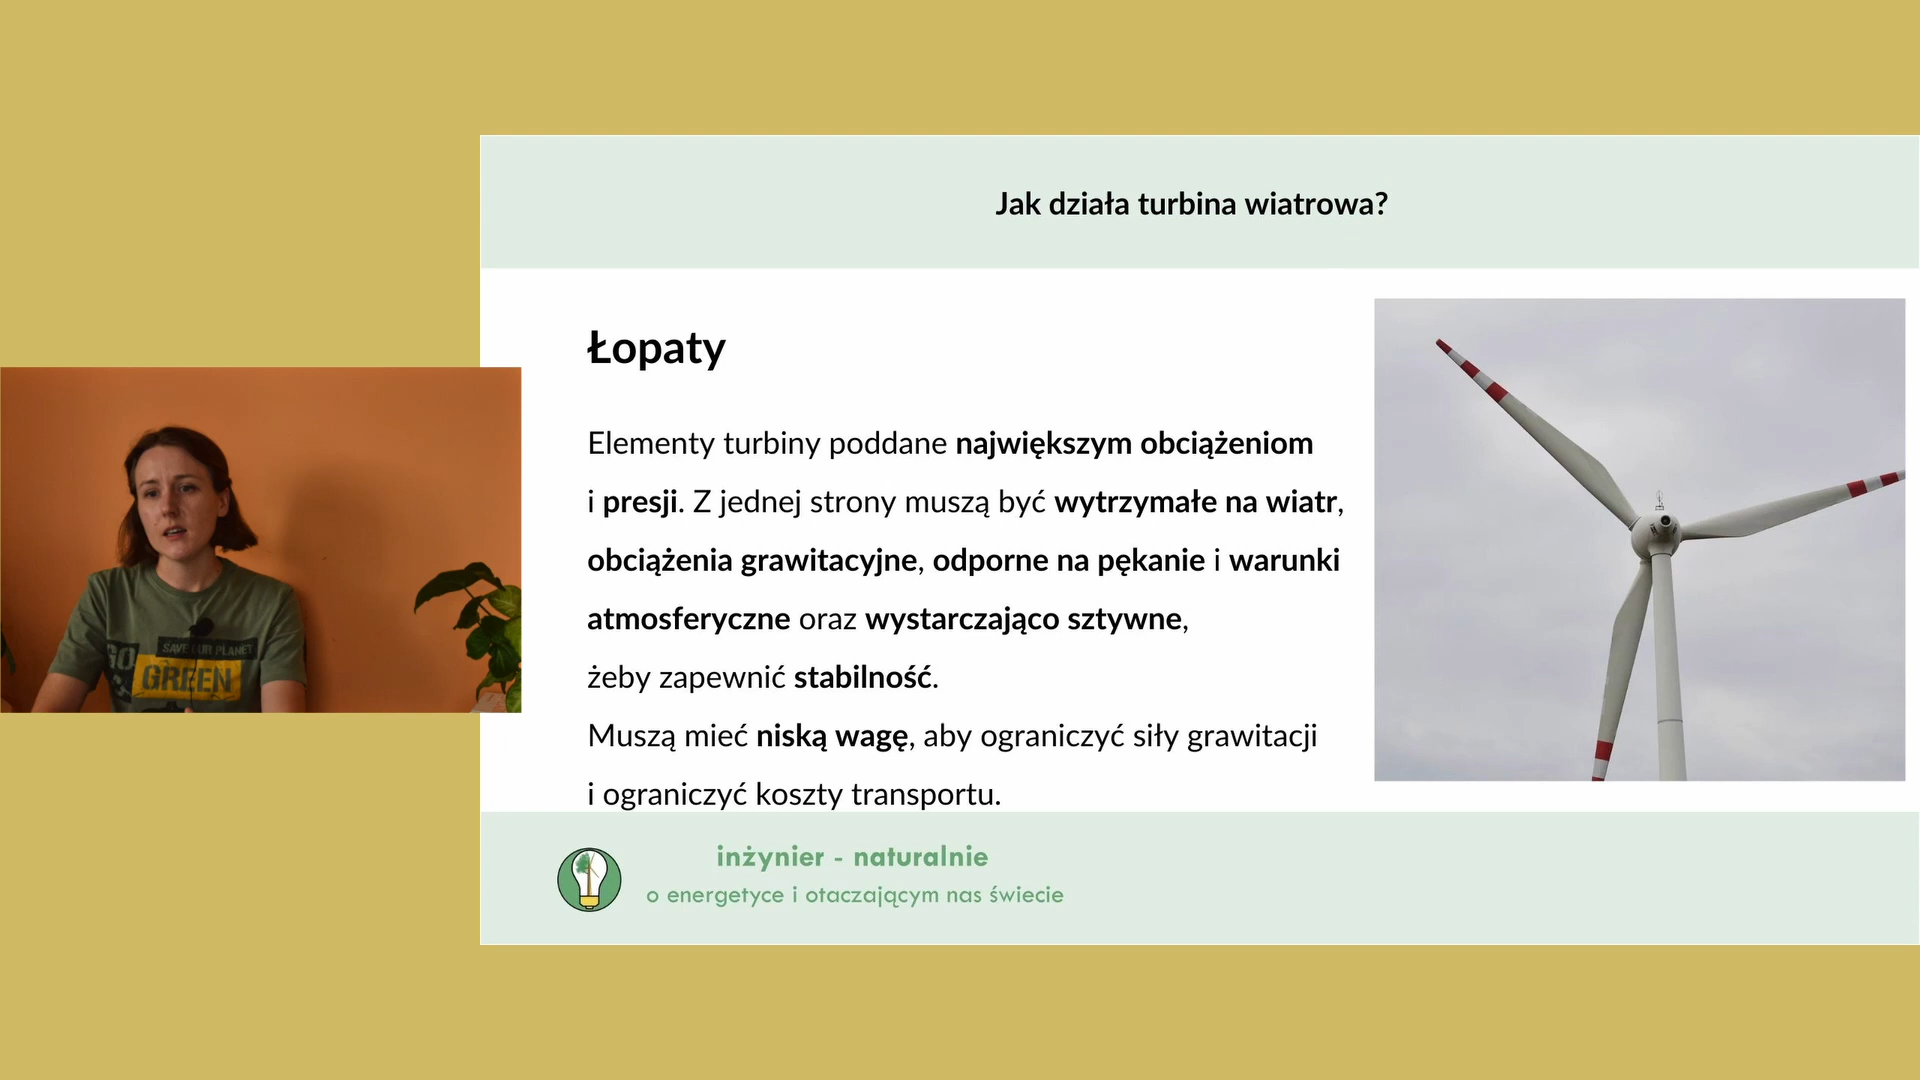 Jak działa turbina wiatrowa?
Łopaty
Elementy turbiny poddane największym obciążeniom
i presji. Z jednej strony muszą być wytrzymałe na wiatr,
obciążenia grawitacyjne, odporne na pękanie i warunki
atmosferyczne oraz wystarczająco sztywne,
żeby zapewnić stabilność.
Muszą mieć niską wagę, aby ograniczyć siły grawitacji
i ograniczyć koszty transportu.
SAVE OUR PLANET
GO
GREEN
inżynier - naturalnie
o energetyce i otaczającym nas świecie